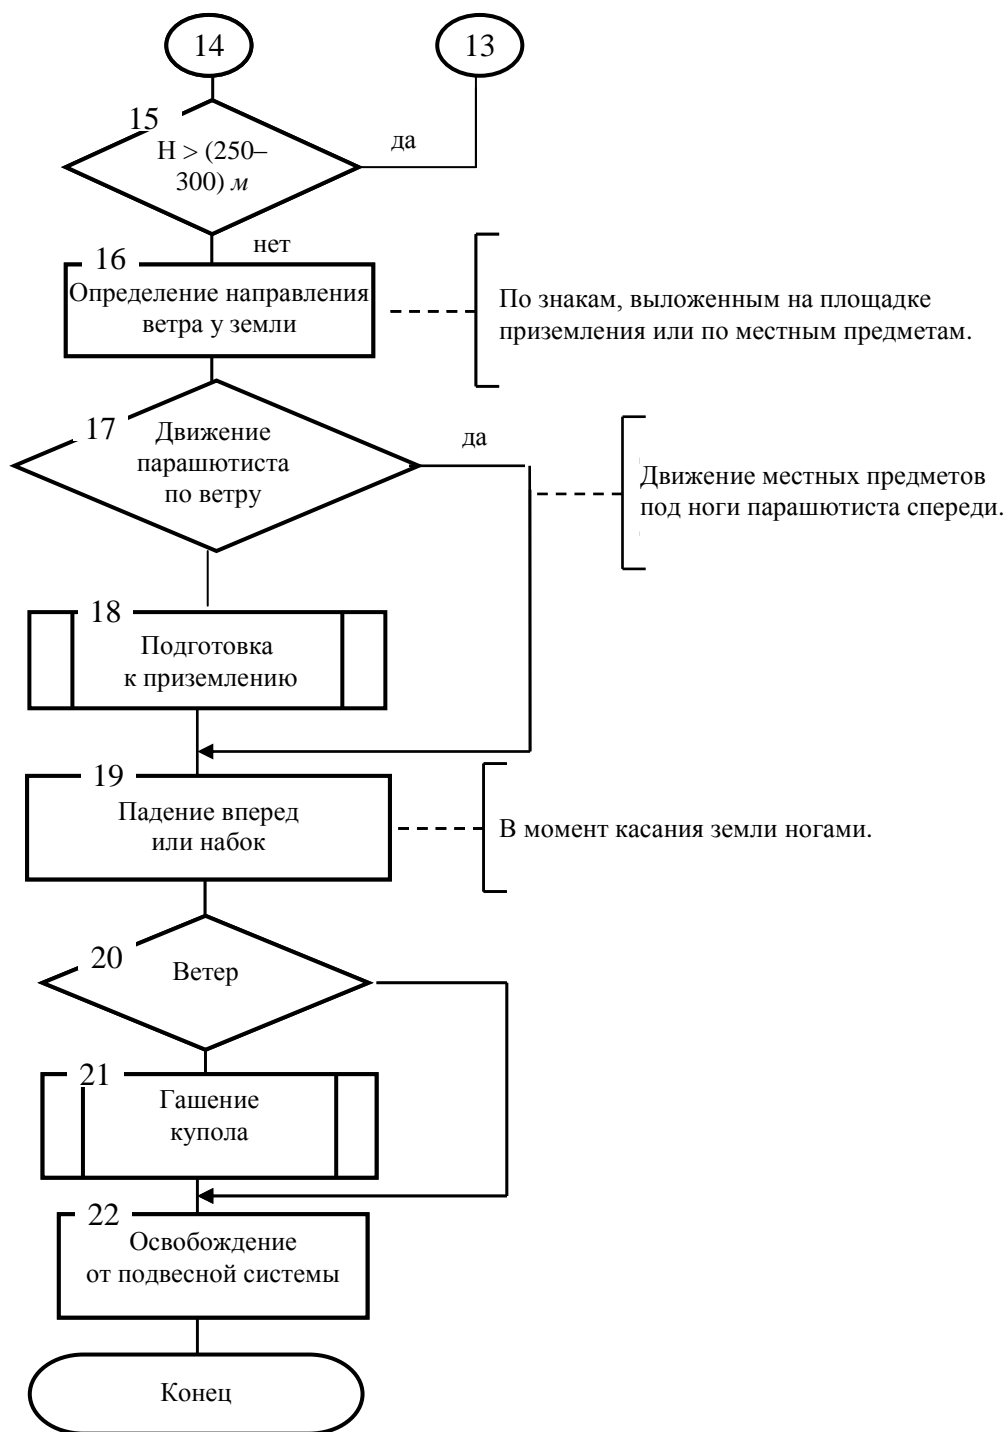 14
13
15
да
Н > (250–
300) м
нет
16
Определение направления
ветра у земли
По знакам, выложенным на площадке
приземления или по местным предметам.
17
да
Движение
парашютиста
по ветру
Движение местных предметов
под ноги парашютиста спереди.
18
Подготовка
к приземлению
19
Падение вперед
или набок
В момент касания земли ногами.
20
Ветер
21
Гашение
купола
22
Освобождение
от подвесной системы
Конец